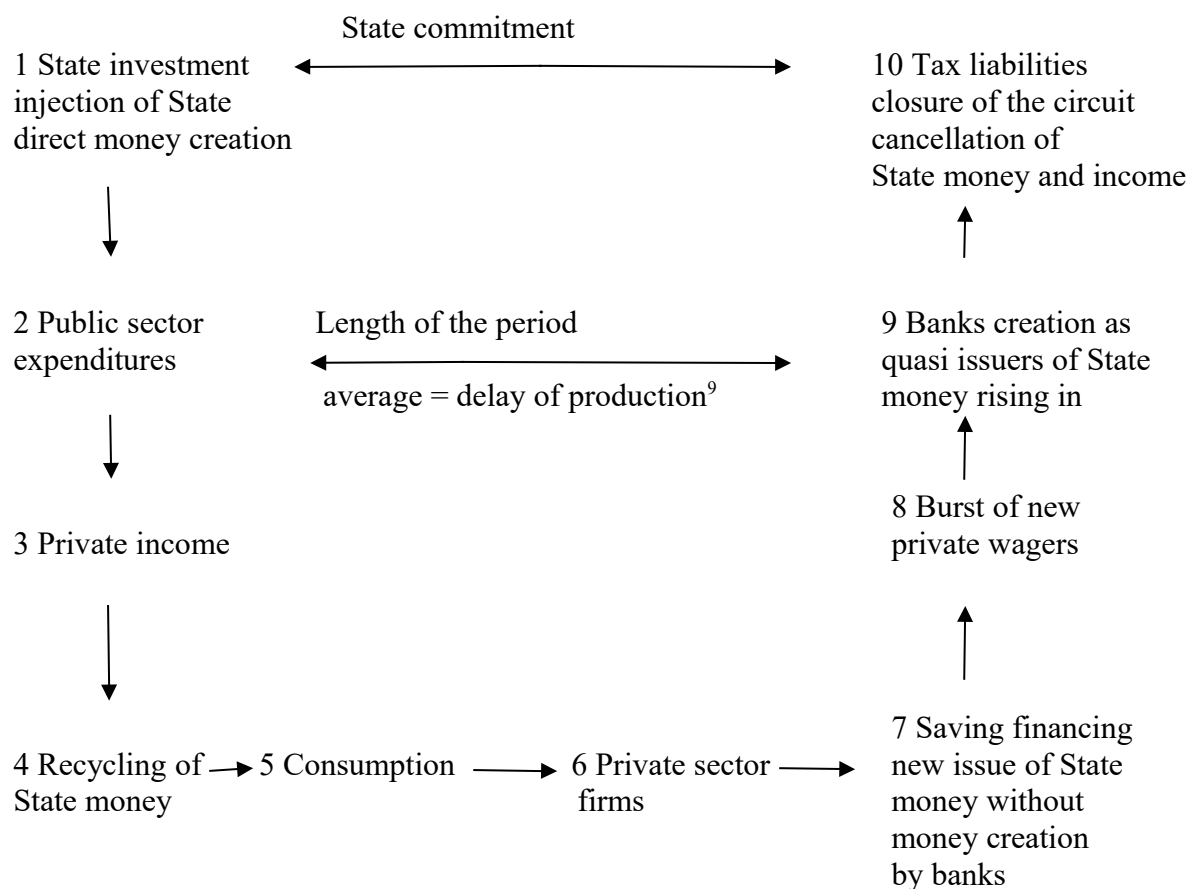 State commitment
1 State investment
injection of State
direct money creation
10 Tax liabilities
closure of the circuit
cancellation of
State money and income
2 Public sector
expenditures
Length of the period
average = delay of production⁹
9 Banks creation as
quasi issuers of State
money rising in
3 Private income
8 Burst of new
private wagers
4 Recycling of
State money
5 Consumption
6 Private sector
firms
7 Saving financing
new issue of State
money without
money creation
by banks